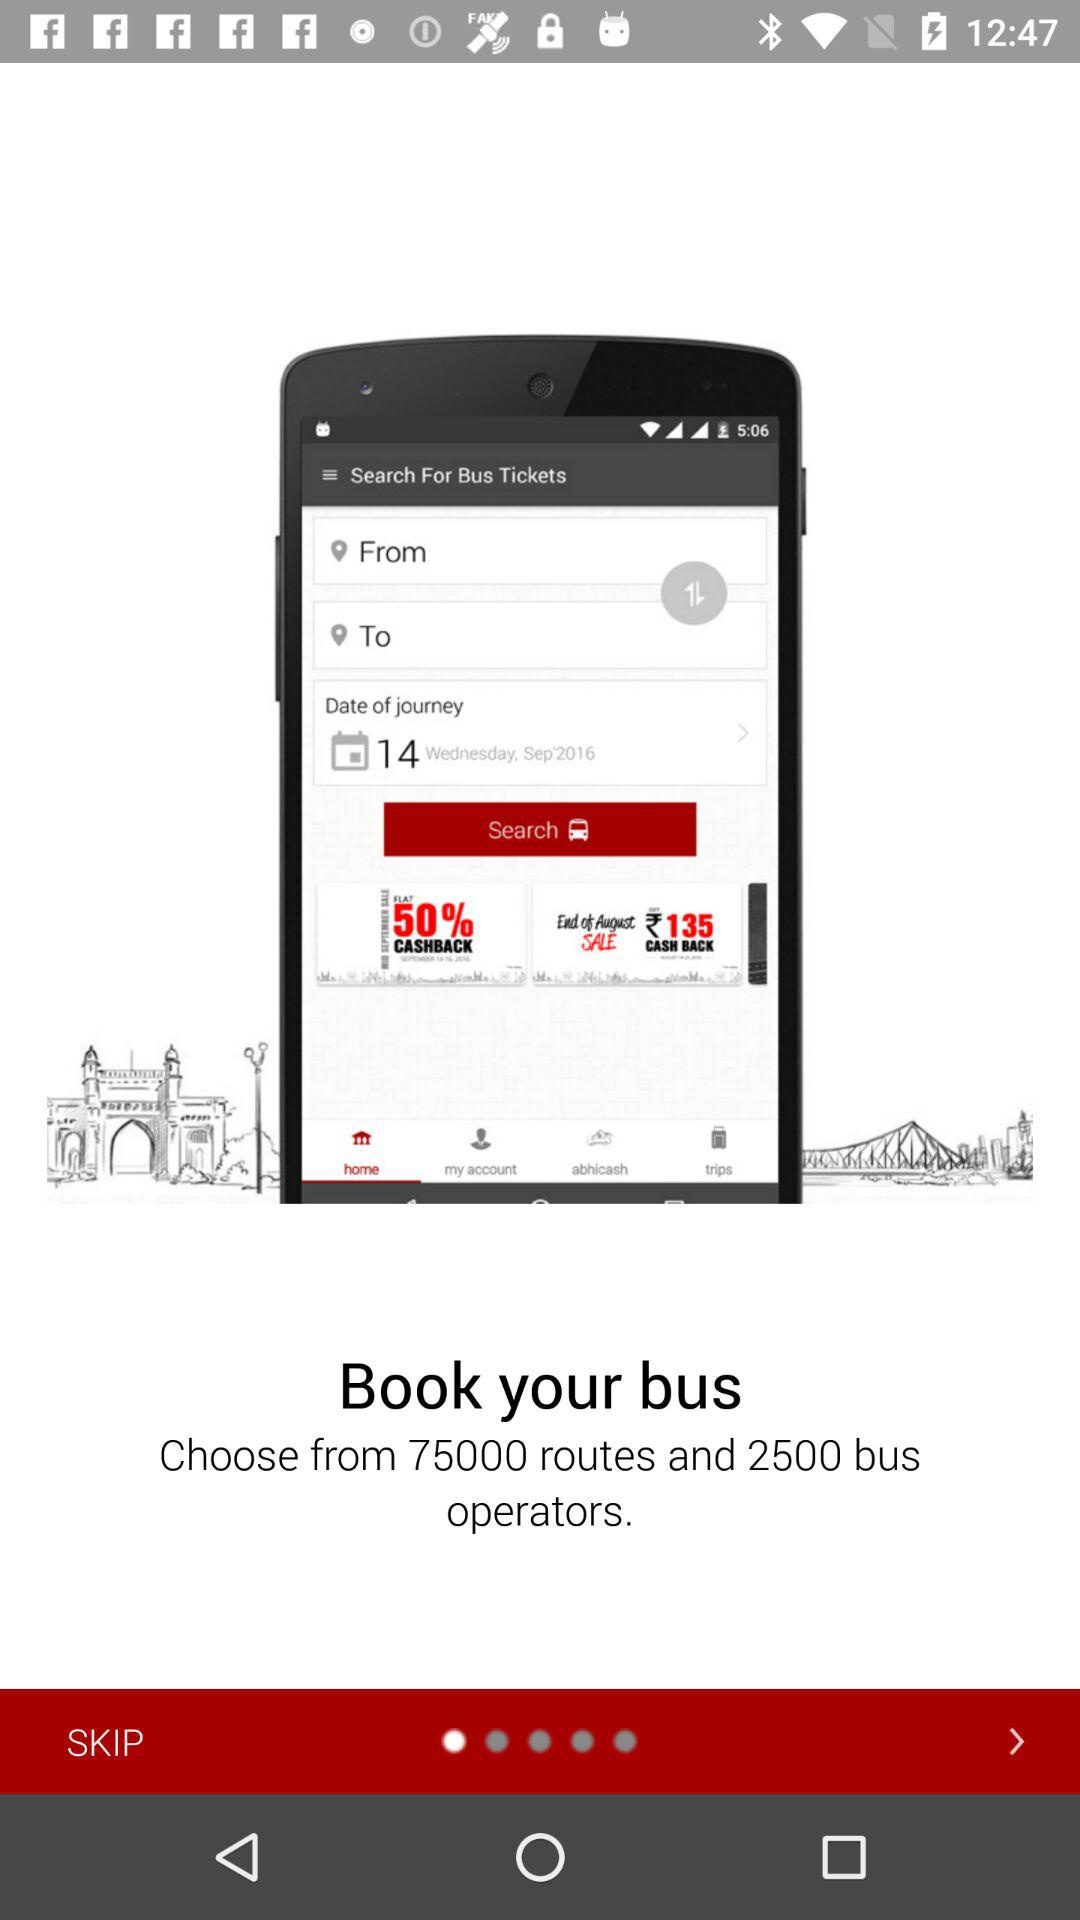 FAKE
12:47
5:06
Search For Bus Tickets
From
To
Date of journey
14 Wednesday, Sep'2016
Search
MID SEPTEMBER SALE
FLAT
50%
CASHBACK
SEPTEMBER 14-16, 2016
End of August
SALE
GET
₹135
CASH BACK
home
my account
abhicash
trips
Book your bus
Choose from 75000 routes and 2500 bus
operators.
SKIP